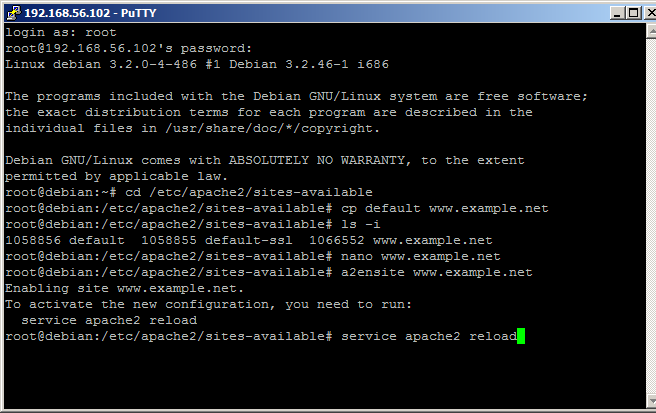 192.168.56.102 - PuTTY
login as: root
root@192.168.56.102's password:
Linux debian 3.2.0-4-486 #1 Debian 3.2.46-1 i686
The programs included with the Debian GNU/Linux system are free software;
the exact distribution terms for each program are described in the
individual files in /usr/share/doc/*/copyright.
Debian GNU/Linux comes with ABSOLUTELY NO WARRANTY, to the extent
permitted by applicable law.
root@debian:~# cd /etc/apache2/sites-available
root@debian:/etc/apache2/sites-available# cp default www.example.net
root@debian:/etc/apache2/sites-available# ls -i
1058856 default  1058855 default-ssl  1066552 www.example.net
root@debian:/etc/apache2/sites-available# nano www.example.net
root@debian:/etc/apache2/sites-available# a2ensite www.example.net
Enabling site www.example.net.
To activate the new configuration, you need to run:
  service apache2 reload
root@debian:/etc/apache2/sites-available# service apache2 reload